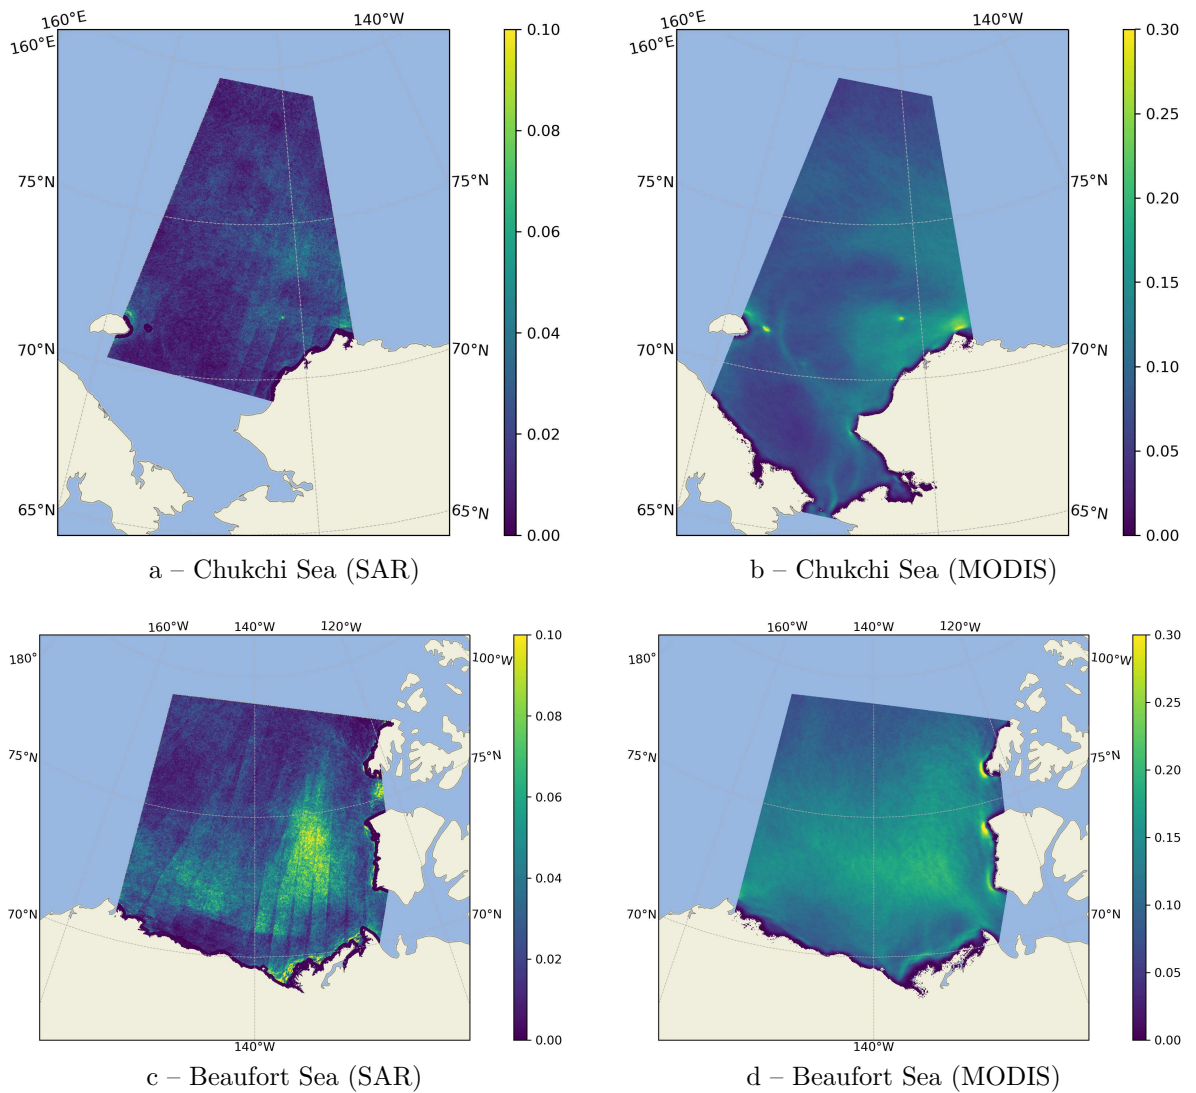 160°E
140°W
160°E
75°N
75°N
70°N
70°N
65°N
65°N
0.10
0.08
0.06
0.04
0.02
0.00
a – Chukchi Sea (SAR)
160°E
140°W
160°E
75°N
75°N
70°N
70°N
65°N
65°N
0.30
0.25
0.20
0.15
0.10
0.05
0.00
b – Chukchi Sea (MODIS)
160°W
140°W
120°W
180°
100°W
75°N
75°N
70°N
70°N
140°W
0.10
0.08
0.06
0.04
0.02
0.00
c – Beaufort Sea (SAR)
160°W
140°W
120°W
180°
100°W
75°N
75°N
70°N
70°N
140°W
0.30
0.25
0.20
0.15
0.10
0.05
0.00
d – Beaufort Sea (MODIS)